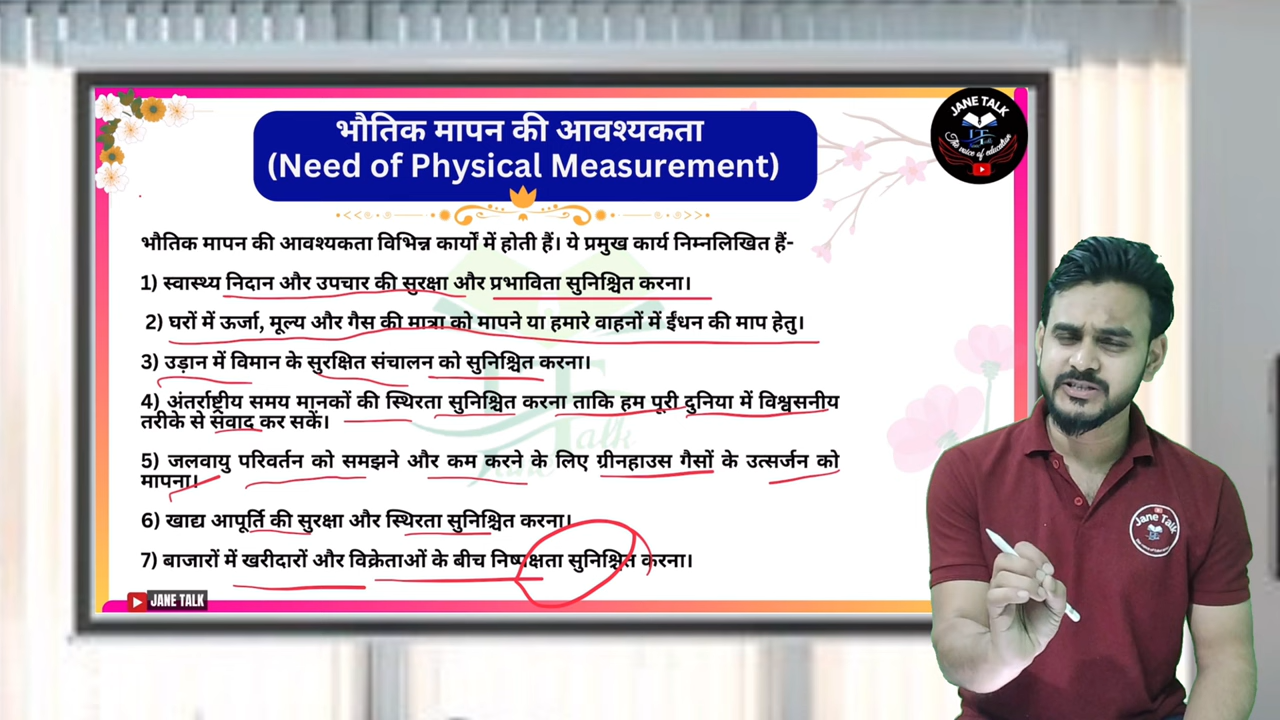 भौतिक मापन की आवश्यकता
(Need of Physical Measurement)
JANE TALK
The voice of education
भौतिक मापन की आवश्यकता विभिन्न कार्यों में होती हैं। ये प्रमुख कार्य निम्नलिखित हैं-
1) स्वास्थ्य निदान और उपचार की सुरक्षा और प्रभाविता सुनिश्चित करना।
2) घरों में ऊर्जा, मूल्य और गैस की मात्रा को मापने या हमारे वाहनों में ईंधन की माप हेतु।
3) उड़ान में विमान के सुरक्षित संचालन को सुनिश्चित करना।
4) अंतर्राष्ट्रीय समय मानकों की स्थिरता सुनिश्चित करना ताकि हम पूरी दुनिया में विश्वसनीय
तरीके से संवाद कर सकें।
5) जलवायु परिवर्तन को समझने और कम करने के लिए ग्रीनहाउस गैसों के उत्सर्जन को
मापना।
6) खाद्य आपूर्ति की सुरक्षा और स्थिरता सुनिश्चित करना।
7) बाजारों में खरीदारों और विक्रेताओं के बीच निष्पक्षता सुनिश्चित करना।
JANE TALK
Jane Talk